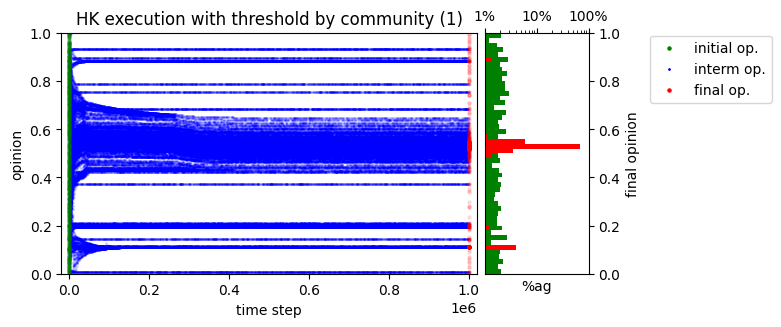 HK execution with threshold by community (1)
1% 10% 100%
initial op.
interm op.
final op.
1.0
0.8
0.6
0.4
0.2
0.0
opinion
0.0 0.2 0.4 0.6 0.8 1.0
1e6
time step
%ag
1.0
0.8
0.6
0.4
0.2
0.0
final opinion